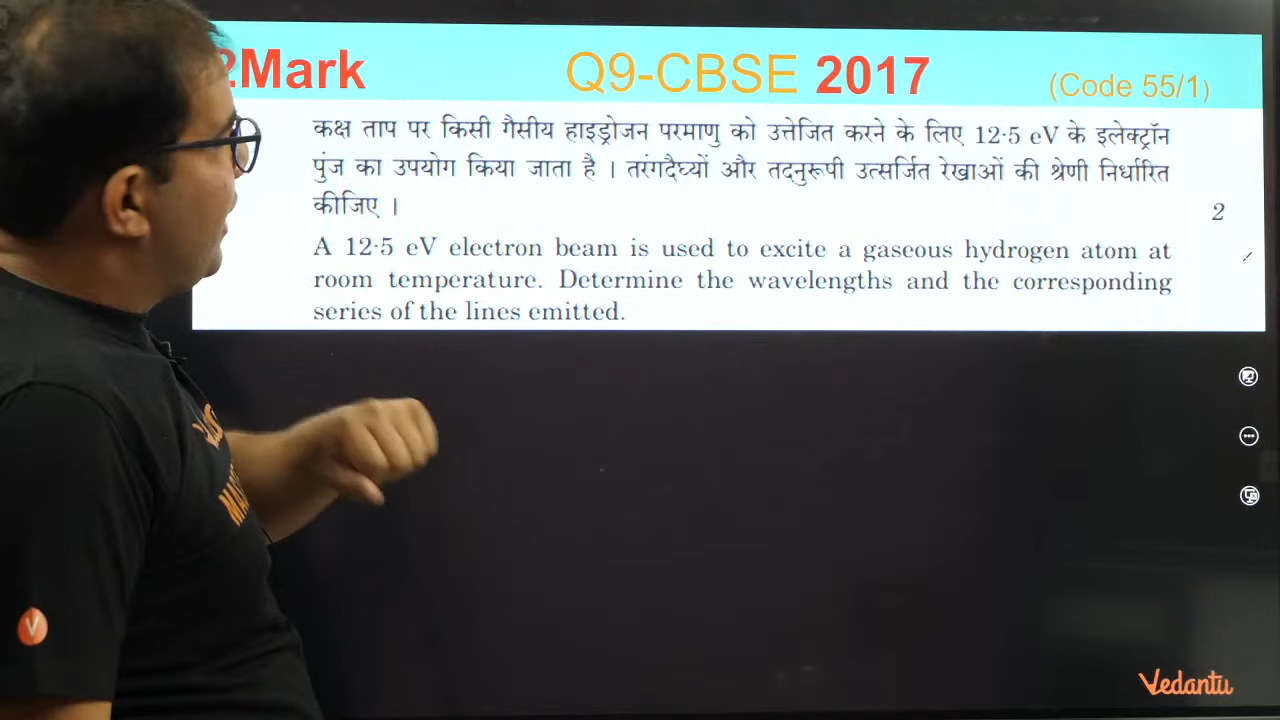 2Mark
Q9-CBSE 2017
(Code 55/1)
कक्ष ताप पर किसी गैसीय हाइड्रोजन परमाणु को उत्तेजित करने के लिए 12·5 eV के इलेक्ट्रॉन
पुंज का उपयोग किया जाता है । तरंगदैर्घ्यों और तदनुरूपी उत्सर्जित रेखाओं की श्रेणी निर्धारित
कीजिए ।
2
A 12·5 eV electron beam is used to excite a gaseous hydrogen atom at
room temperature. Determine the wavelengths and the corresponding
series of the lines emitted.
V
Vedantu